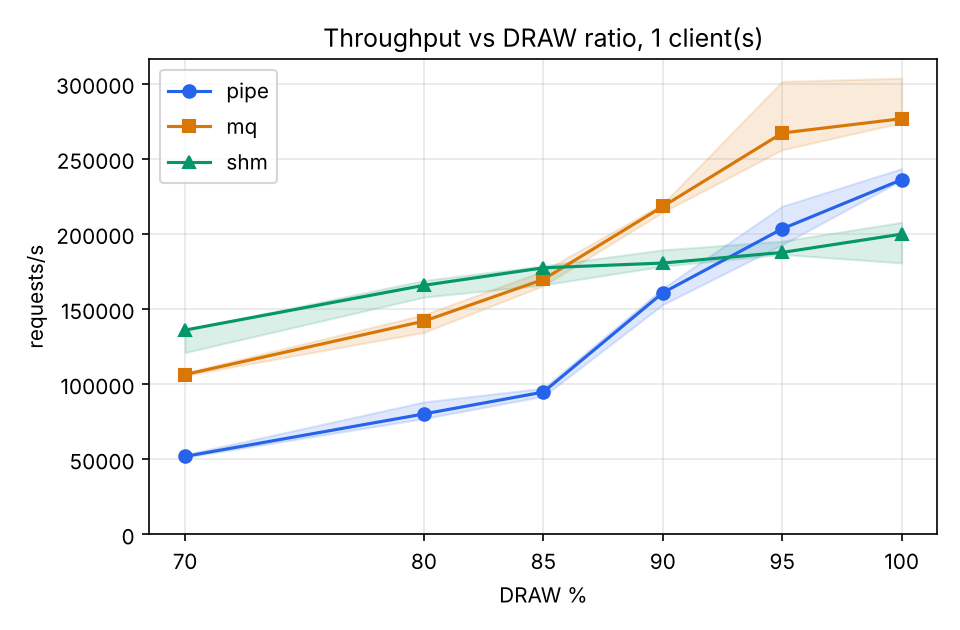 Throughput vs DRAW ratio, 1 client(s)
pipe
mq
shm
requests/s
300000
250000
200000
150000
100000
50000
0
70 80 85 90 95 100
DRAW %